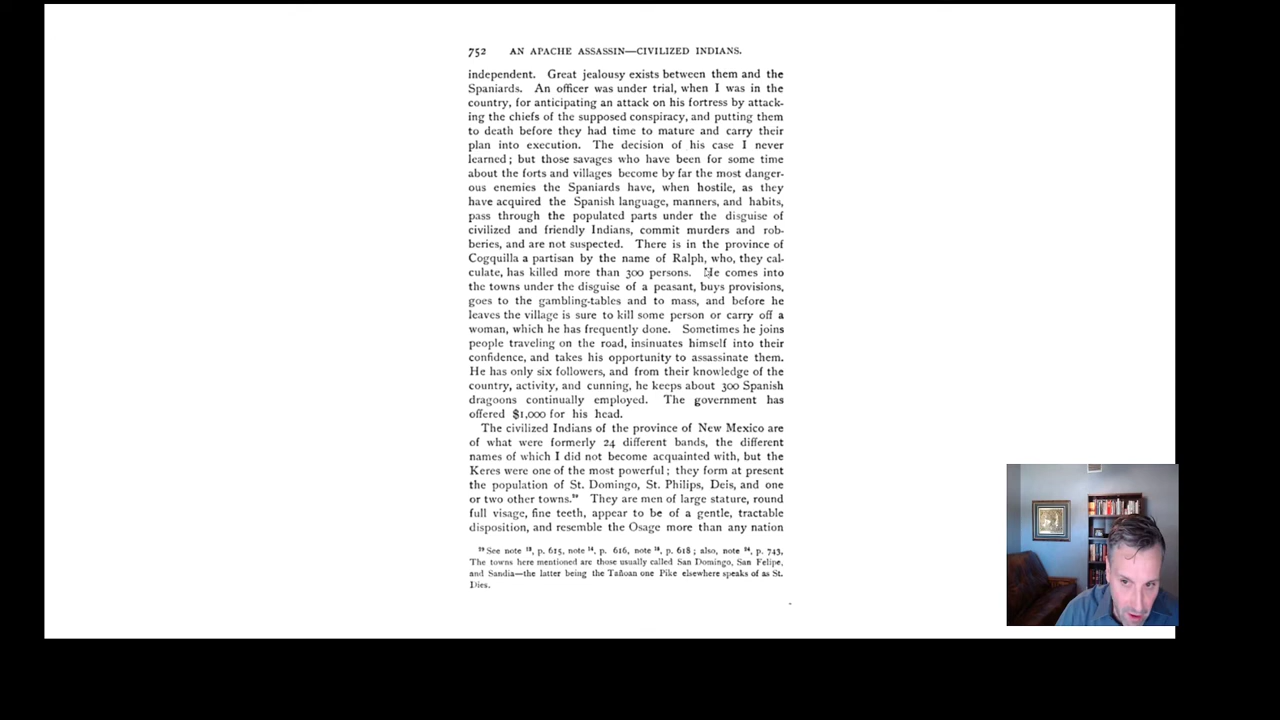 752 AN APACHE ASSASSIN—CIVILIZED INDIANS.
independent. Great jealousy exists between them and the
Spaniards. An officer was under trial, when I was in the
country, for anticipating an attack on his fortress by attack-
ing the chiefs of the supposed conspiracy, and putting them
to death before they had time to mature and carry their
plan into execution. The decision of his case I never
learned; but those savages who have been for some time
about the forts and villages become by far the most danger-
ous enemies the Spaniards have, when hostile, as they
have acquired the Spanish language, manners, and habits,
pass through the populated parts under the disguise of
civilized and friendly Indians, commit murders and rob-
beries, and are not suspected. There is in the province of
Cogquilla a partisan by the name of Ralph, who, they cal-
culate, has killed more than 300 persons. He comes into
the towns under the disguise of a peasant, buys provisions,
goes to the gambling-tables and to mass, and before he
leaves the village is sure to kill some person or carry off a
woman, which he has frequently done. Sometimes he joins
people traveling on the road, insinuates himself into their
confidence, and takes his opportunity to assassinate them.
He has only six followers, and from their knowledge of the
country, activity, and cunning, he keeps about 300 Spanish
dragoons continually employed. The government has
offered $1,000 for his head.
The civilized Indians of the province of New Mexico are
of what were formerly 24 different bands, the different
names of which I did not become acquainted with, but the
Keres were one of the most powerful; they form at present
the population of St. Domingo, St. Philips, Deis, and one
or two other towns.²⁹ They are men of large stature, round
full visage, fine teeth, appear to be of a gentle, tractable
disposition, and resemble the Osage more than any nation
See note p. 615, note p. 616, note p. 618; also, note p. 743.
The towns here mentioned are those usually called San Domingo, San Felipe,
and Sandia—the latter being the Tañoan one Pike elsewhere speaks of as St.
Dies.